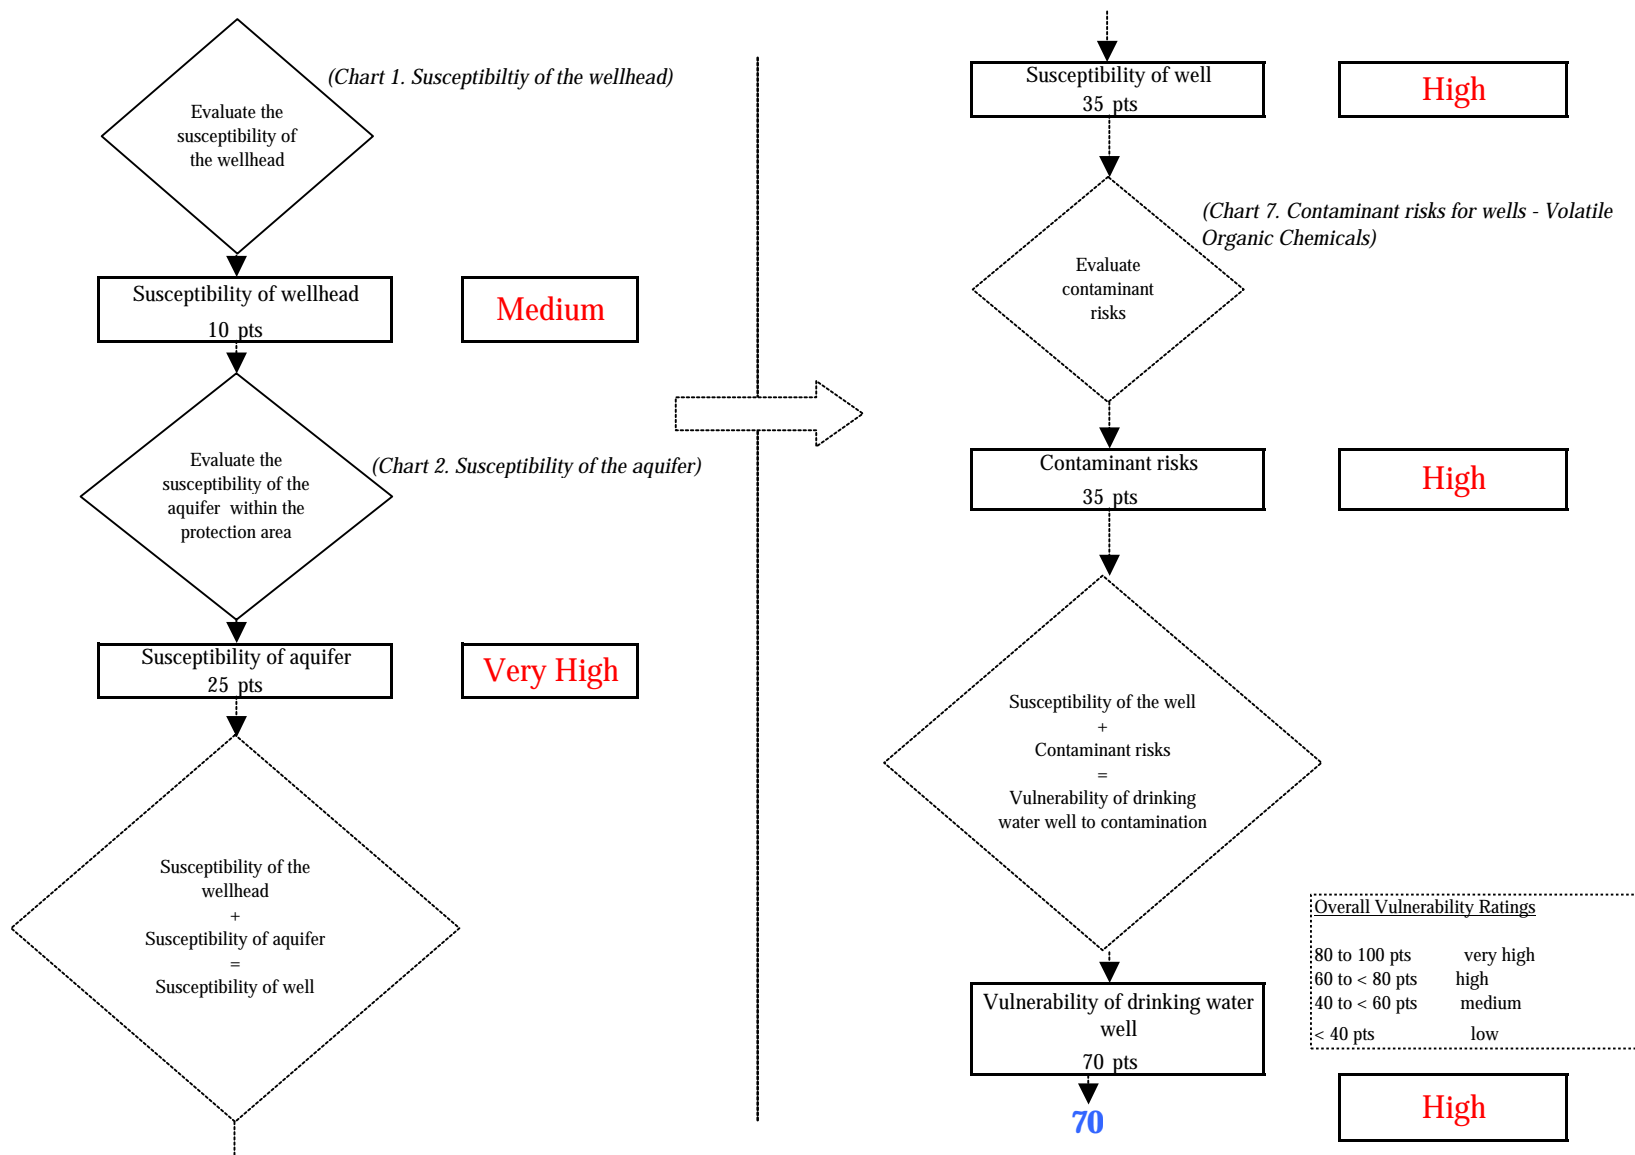 (Chart 1. Susceptibiltiy of the wellhead)
Evaluate the
susceptibility of
the wellhead
Susceptibility of wellhead
10 pts
Medium
(Chart 2. Susceptibility of the aquifer)
Evaluate the
susceptibility of the
aquifer within the
protection area
Susceptibility of aquifer
25 pts
Very High
Susceptibility of the
wellhead
+
Susceptibility of aquifer
=
Susceptibility of well
Susceptibility of well
35 pts
High
(Chart 7. Contaminant risks for wells - Volatile
Organic Chemicals)
Evaluate
contaminant
risks
Contaminant risks
35 pts
High
Susceptibility of the well
+
Contaminant risks
=
Vulnerability of drinking
water well to contamination
Overall Vulnerability Ratings
80 to 100 pts very high
60 to < 80 pts high
40 to < 60 pts medium
< 40 pts low
Vulnerability of drinking water
well
70 pts
70
High